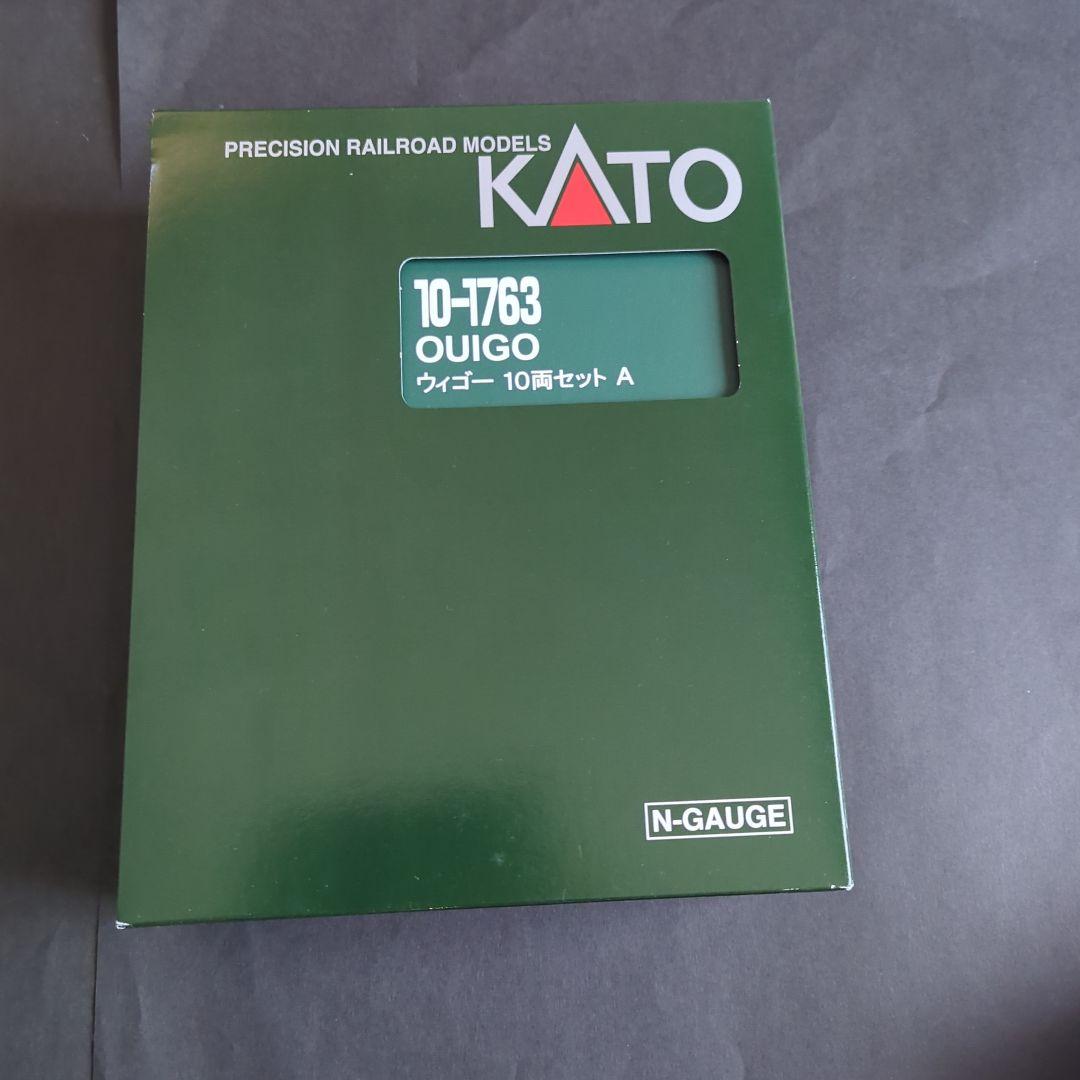 PRECISION RAILROAD MODELS
KATO
10-1763
OUIGO
ウィゴー 10両セット A
N-GAUGE